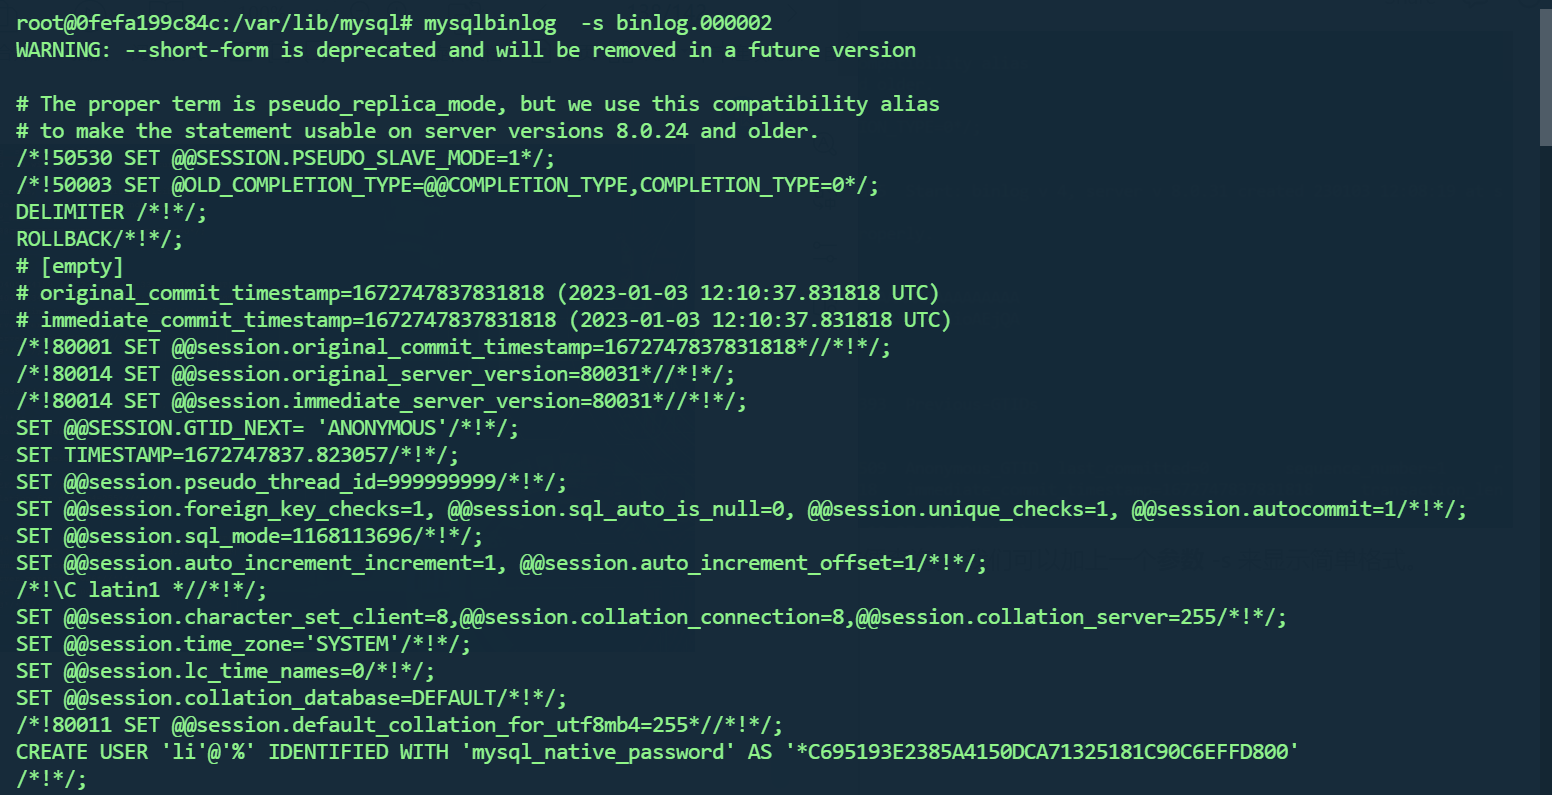 root@0fefa199c84c:/var/lib/mysql# mysqlbinlog  -s binlog.000002
WARNING: --short-form is deprecated and will be removed in a future version
# The proper term is pseudo_replica_mode, but we use this compatibility alias
# to make the statement usable on server versions 8.0.24 and older.
/*!50530 SET @@SESSION.PSEUDO_SLAVE_MODE=1*/;
/*!50003 SET @OLD_COMPLETION_TYPE=@@COMPLETION_TYPE,COMPLETION_TYPE=0*/;
DELIMITER /*!*/;
ROLLBACK/*!*/;
# [empty]
# original_commit_timestamp=1672747837831818 (2023-01-03 12:10:37.831818 UTC)
# immediate_commit_timestamp=1672747837831818 (2023-01-03 12:10:37.831818 UTC)
/*!80001 SET @@session.original_commit_timestamp=1672747837831818*//*!*/;
/*!80014 SET @@session.original_server_version=80031*//*!*/;
/*!80014 SET @@session.immediate_server_version=80031*//*!*/;
SET @@SESSION.GTID_NEXT= 'ANONYMOUS'/*!*/;
SET TIMESTAMP=1672747837.823057/*!*/;
SET @@session.pseudo_thread_id=999999999/*!*/;
SET @@session.foreign_key_checks=1, @@session.sql_auto_is_null=0, @@session.unique_checks=1, @@session.autocommit=1/*!*/;
SET @@session.sql_mode=1168113696/*!*/;
SET @@session.auto_increment_increment=1, @@session.auto_increment_offset=1/*!*/;
/*!\C latin1 *//*!*/;
SET @@session.character_set_client=8,@@session.collation_connection=8,@@session.collation_server=255/*!*/;
SET @@session.time_zone='SYSTEM'/*!*/;
SET @@session.lc_time_names=0/*!*/;
SET @@session.collation_database=DEFAULT/*!*/;
/*!80011 SET @@session.default_collation_for_utf8mb4=255*//*!*/;
CREATE USER 'li'@'%' IDENTIFIED WITH 'mysql_native_password' AS '*C695193E2385A4150DCA71325181C90C6EFFD800'
/*!*/;